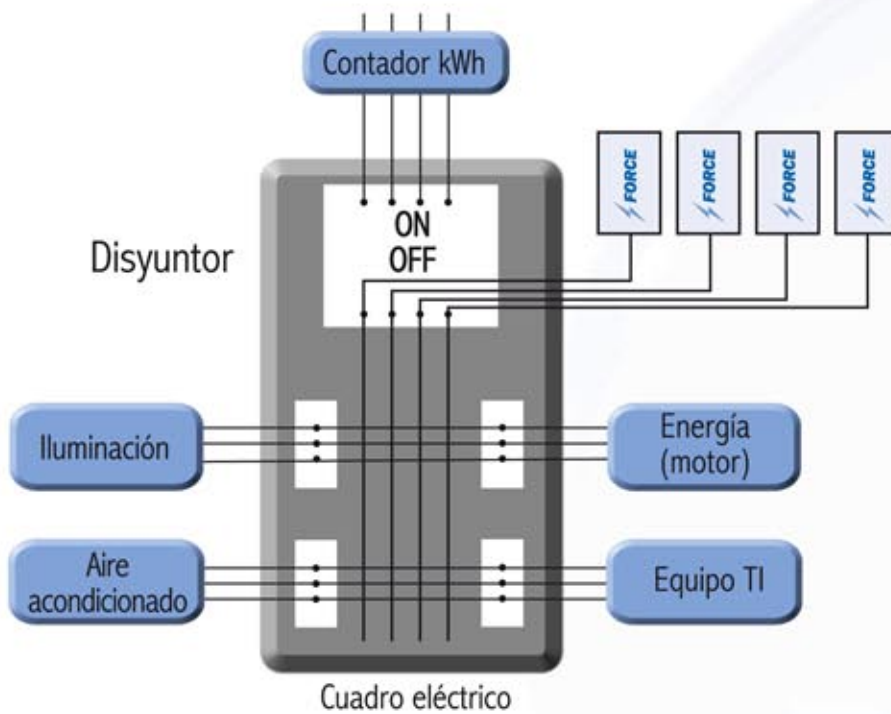 Contador kWh
FORCE
FORCE
FORCE
FORCE
ON
OFF
Disyuntor
Iluminación
Energía
(motor)
Aire
acondicionado
Equipo TI
Cuadro eléctrico